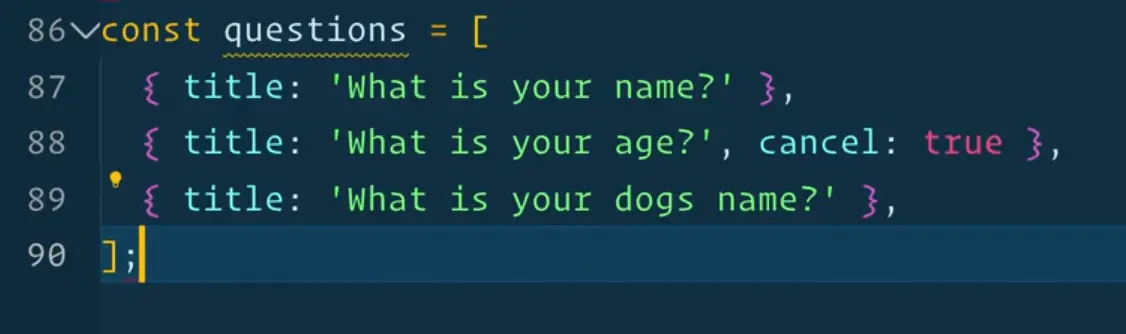 86 const questions = [
87 { title: 'What is your name?' },
88 { title: 'What is your age?', cancel: true },
89 { title: 'What is your dogs name?' },
90 ];